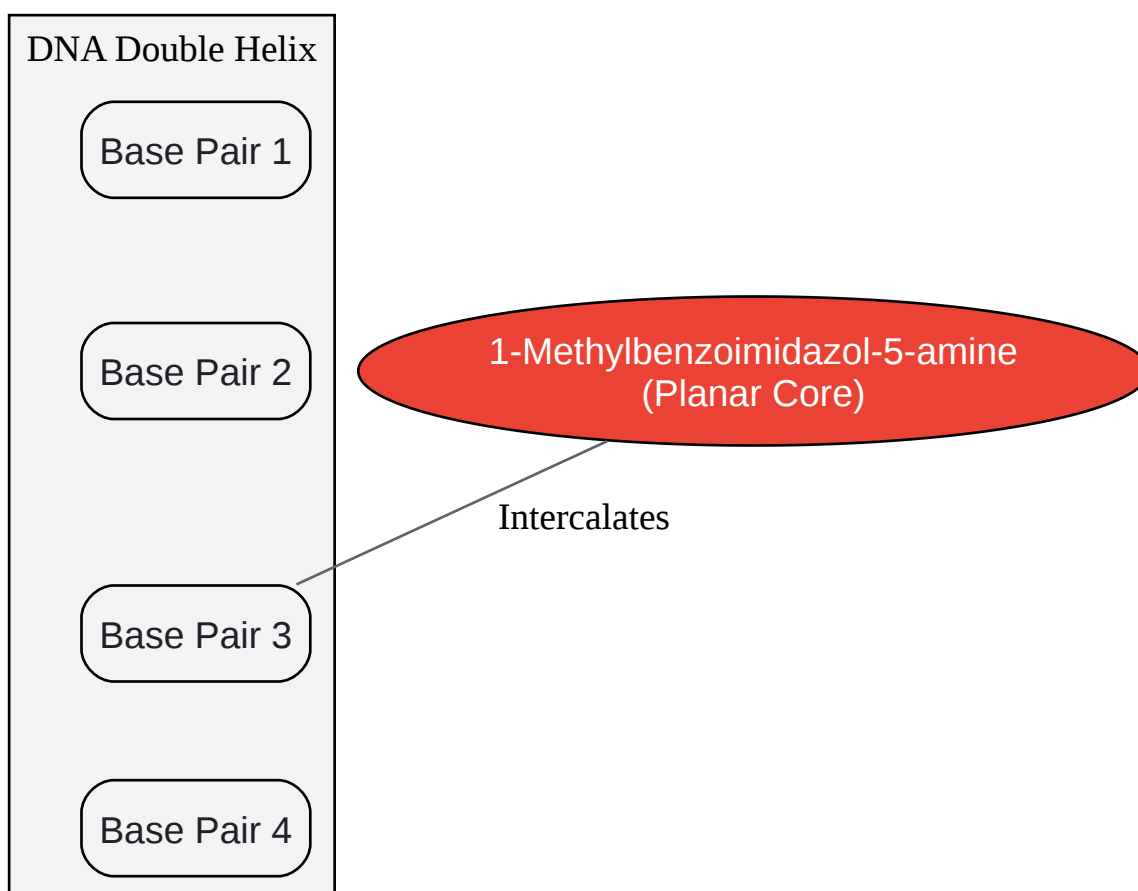 DNA Double Helix
Base Pair 1
Base Pair 2
1-Methylbenzoimidazol-5-amine
(Planar Core)
Intercalates
Base Pair 3
Base Pair 4